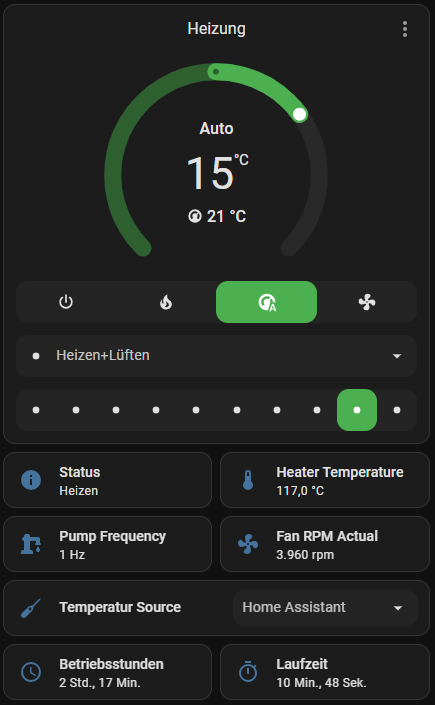 Heizung
Auto
15 °C
21 °C
A
Heizen+Lüften
Status
Heizen
Heater Temperature
117,0 °C
Pump Frequency
1 Hz
Fan RPM Actual
3.960 rpm
Temperatur Source
Home Assistant
Betriebsstunden
2 Std., 17 Min.
Laufzeit
10 Min., 48 Sek.